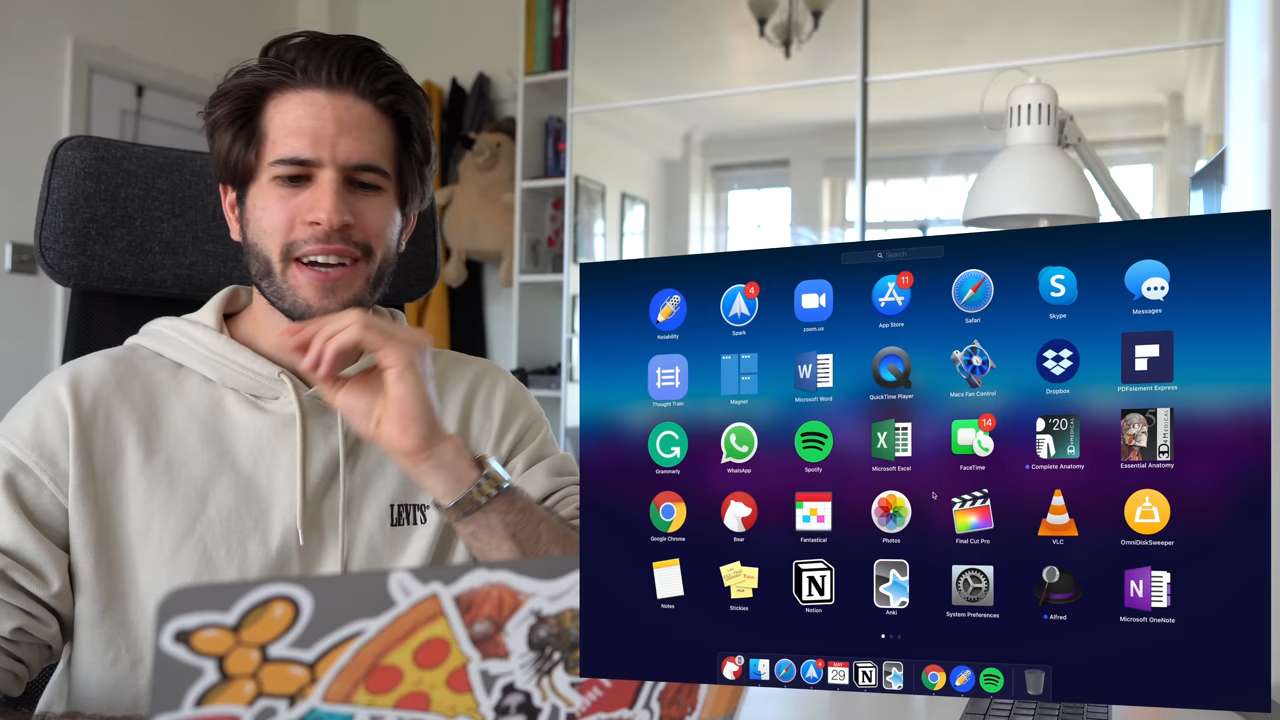 LEVI'S
Search
4
11
Notability
Spark
zoom.us
App Store
Safari
Skype
Messages
Thought Train
Magnet
Microsoft Word
QuickTime Player
Macs Fan Control
Dropbox
PDFelement Express
14
'20
Grammarly
WhatsApp
Spotify
Microsoft Excel
FaceTime
Complete Anatomy
Essential Anatomy
Google Chrome
Bear
Fantastical
Photos
Final Cut Pro
VLC
OmniDiskSweeper
Notes
Stickies
Notion
Anki
System Preferences
Alfred
Microsoft OneNote
4
MAY
29